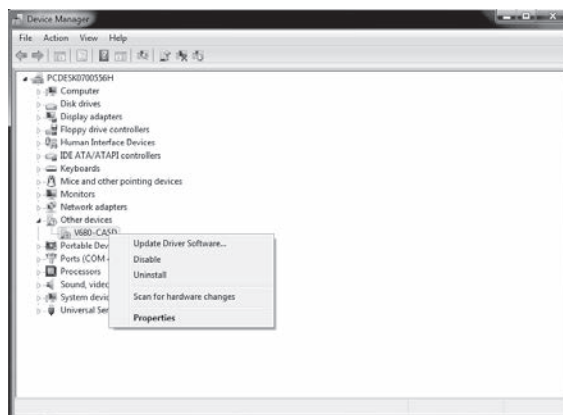 Device Manager
File Action View Help
PCDESK0700556H
Computer
Disk drives
Display adapters
Floppy drive controllers
Human Interface Devices
IDE ATA/ATAPI controllers
Keyboards
Mice and other pointing devices
Monitors
Network adapters
Other devices
V680-CASD
Portable Dev
Ports (COM
Processors
Sound, video
System devic
Universal Ser
Update Driver Software...
Disable
Uninstall
Scan for hardware changes
Properties